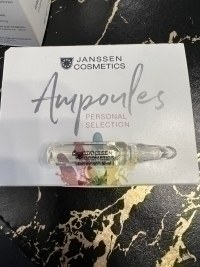 JANSSEN
COSMETICS
Ampoules
PERSONAL
SELECTION